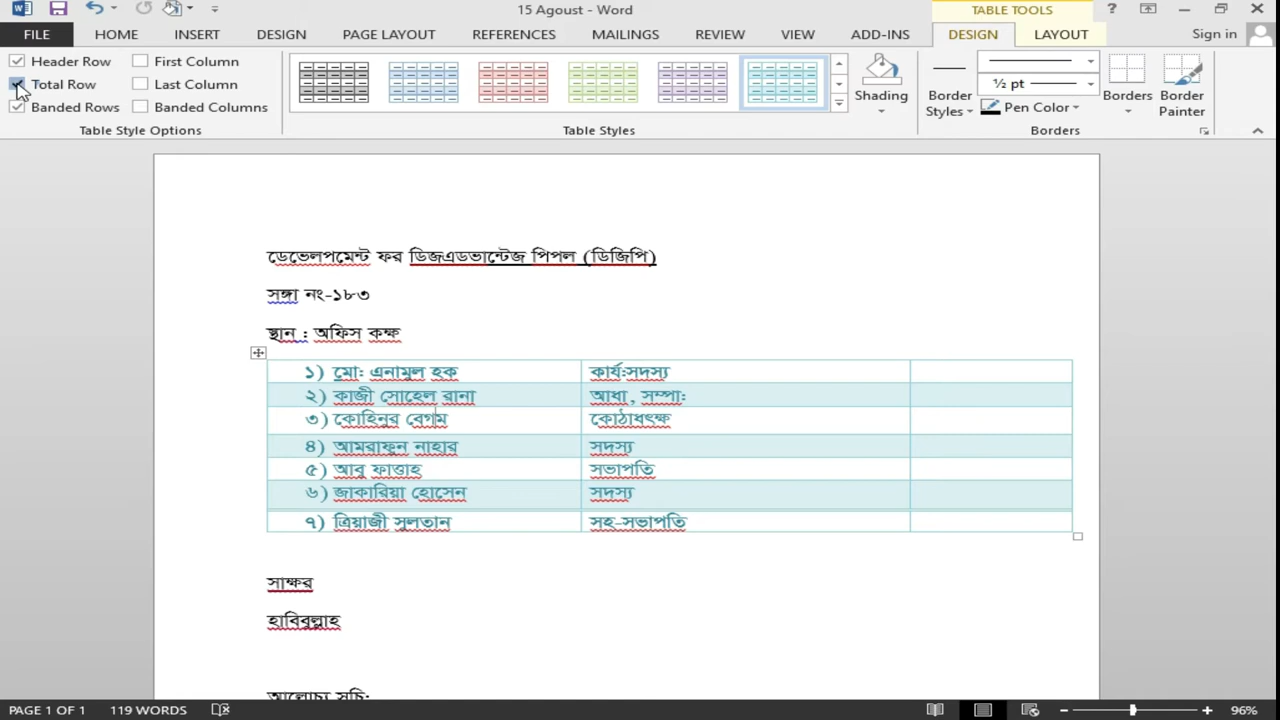 15 Agoust - Word
TABLE TOOLS
?
FILE HOME INSERT DESIGN PAGE LAYOUT REFERENCES MAILINGS REVIEW VIEW ADD-INS DESIGN LAYOUT Sign in
Header Row First Column
Total Row Last Column
Banded Rows Banded Columns
Table Style Options
Table Styles
Shading
Border Styles
½ pt
Pen Color
Borders
Border Painter
Borders
ডেভেলপমেন্ট ফর ডিজএডভান্টেজ পিপল (ডিজিপি)
সঙ্গা নং-১৮৩
স্থান : অফিস কক্ষ
১) মো: এনামুল হক কার্য:সদস্য
২) কাজী সোহেল রানা আধা, সম্পা:
৩) কোহিনুর বেগম কোঠাধৎক্ষ
৪) আমরাফুন নাহার সদস্য
৫) আবু ফাত্তাহ সভাপতি
৬) জাকারিয়া হোসেন সদস্য
৭) ত্রিয়াজী সুলতান সহ-সভাপতি
সাক্ষর
হাবিবুল্লাহ
আলোচ্য সূচি:
PAGE 1 OF 1 119 WORDS 96%